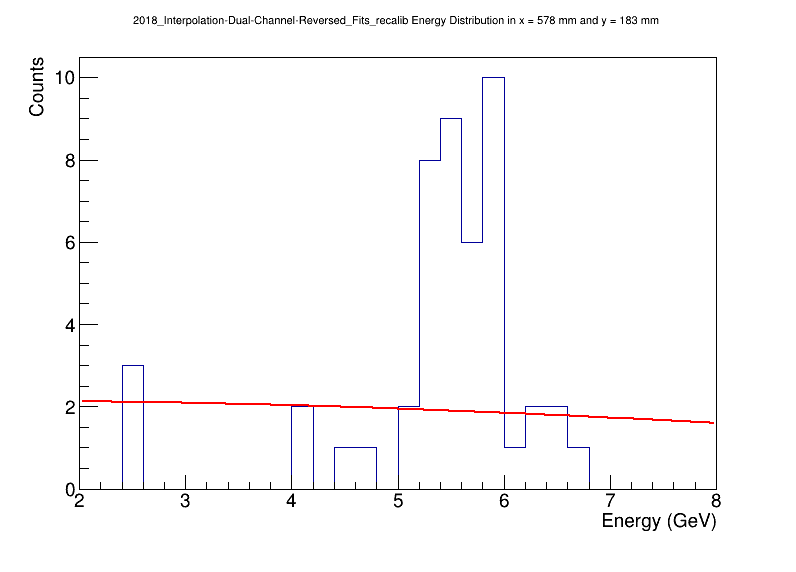 2018_Interpolation-Dual-Channel-Reversed_Fits_recalib Energy Distribution in x = 578 mm and y = 183 mm
Counts
10
8
6
4
2
0
2 3 4 5 6 7 8
Energy (GeV)